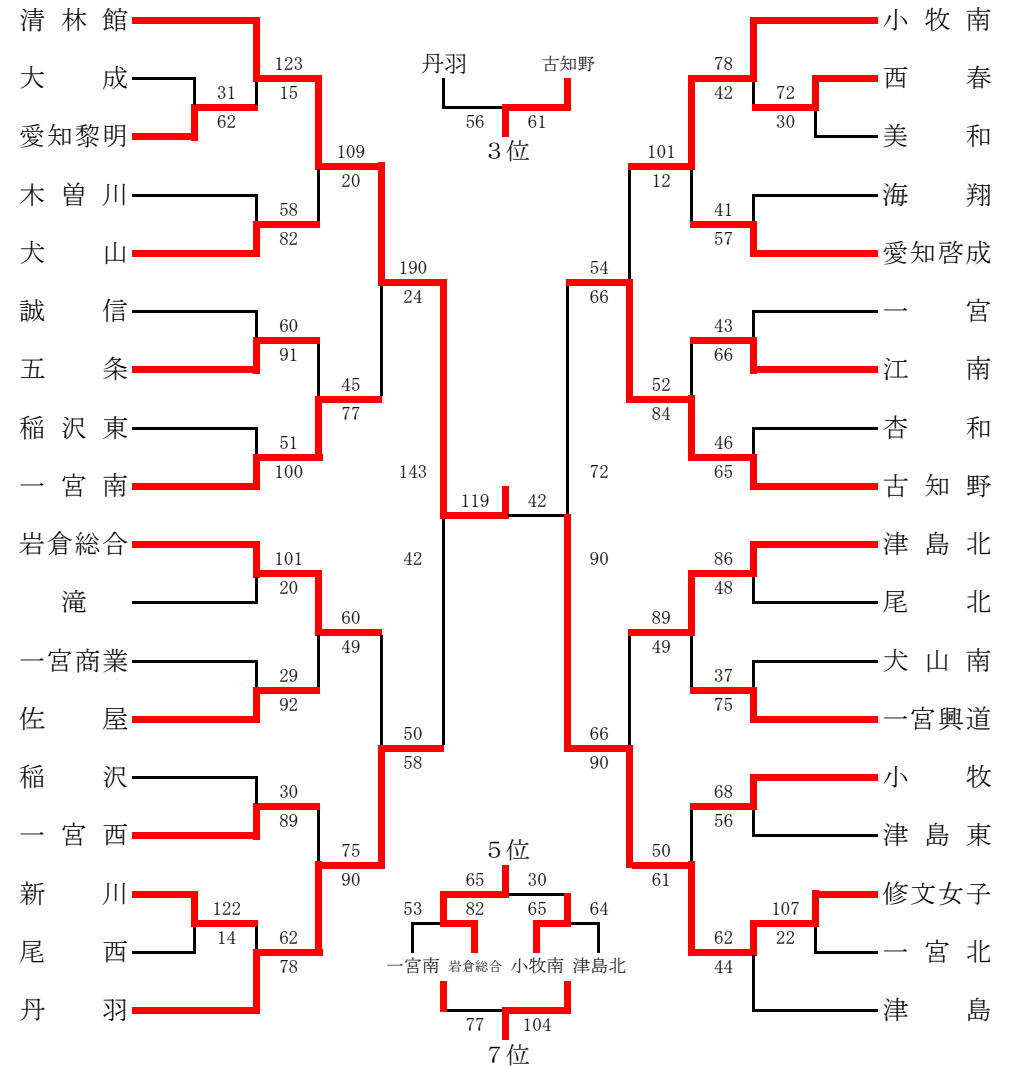 清林館
小牧南
123
丹羽
古知野
78
大成
西春
31
15
42
72
愛知黎明
62
56
61
30
美和
3位
109
101
木曽川
20
12
海翔
58
41
犬山
82
57
愛知啓成
190
54
誠信
24
66
一宮
60
43
五条
91
66
江南
45
52
稲沢東
77
84
杏和
51
46
一宮南
100
143
72
65
古知野
119
42
岩倉総合
津島北
101
42
90
86
滝
20
48
尾北
60
89
一宮商業
49
49
犬山南
29
37
佐屋
92
75
一宮興道
50
66
稲沢
58
90
小牧
30
68
一宮西
89
56
津島東
75
5位
50
90
65
30
61
新川
修文女子
122
53
82
65
64
107
14
62
62
22
尾西
78
44
一宮北
一宮南
岩倉総合
小牧南
津島北
丹羽
77
104
津島
7位